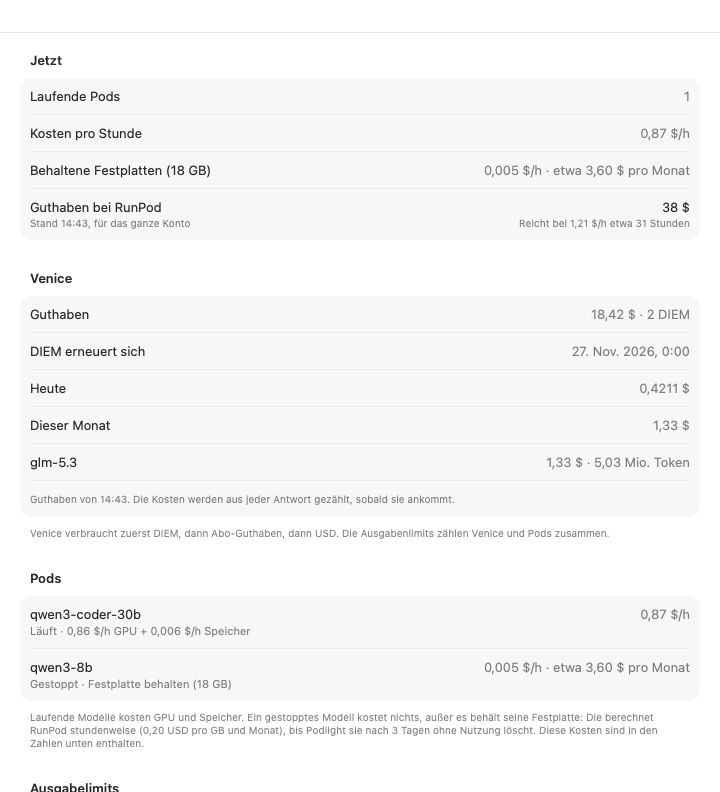 Jetzt
Laufende Pods 1
Kosten pro Stunde 0,87 $/h
Behaltene Festplatten (18 GB) 0,005 $/h · etwa 3,60 $ pro Monat
Guthaben bei RunPod 38 $
Stand 14:43, für das ganze Konto Reicht bei 1,21 $/h etwa 31 Stunden
Venice
Guthaben 18,42 $ · 2 DIEM
DIEM erneuert sich 27. Nov. 2026, 0:00
Heute 0,4211 $
Dieser Monat 1,33 $
glm-5.3 1,33 $ · 5,03 Mio. Token
Guthaben von 14:43. Die Kosten werden aus jeder Antwort gezählt, sobald sie ankommt.
Venice verbraucht zuerst DIEM, dann Abo-Guthaben, dann USD. Die Ausgabenlimits zählen Venice und Pods zusammen.
Pods
qwen3-coder-30b 0,87 $/h
Läuft · 0,86 $/h GPU + 0,006 $/h Speicher
qwen3-8b 0,005 $/h · etwa 3,60 $ pro Monat
Gestoppt · Festplatte behalten (18 GB)
Laufende Modelle kosten GPU und Speicher. Ein gestopptes Modell kostet nichts, außer es behält seine Festplatte: Die berechnet
RunPod stundenweise (0,20 USD pro GB und Monat), bis Podlight sie nach 3 Tagen ohne Nutzung löscht. Diese Kosten sind in den
Zahlen unten enthalten.
Ausgabelimits